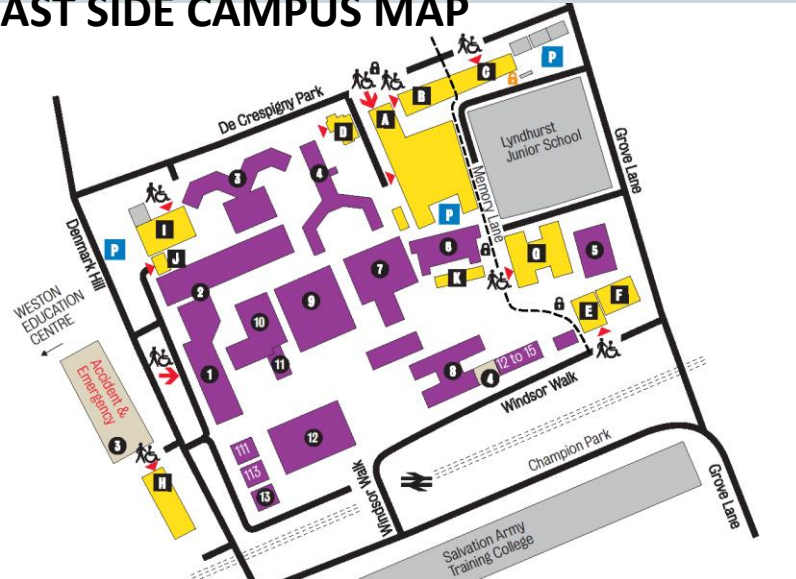 AST SIDE CAMPUS MAP
De Crespigny Park
Denmark Hill
WESTON
EDUCATION
CENTRE
Accident &
Emergency
3
H
I
J
P
3
4
D
A
B
C
P
Lyndhurst
Junior School
Grove Lane
Memory Lane
P
6
K
G
5
E
F
2
1
10
11
9
7
8
4
12 to 15
12
111
113
13
Windsor Walk
Windsor Walk
Champion Park
Grove Lane
Salvation Army
Training College